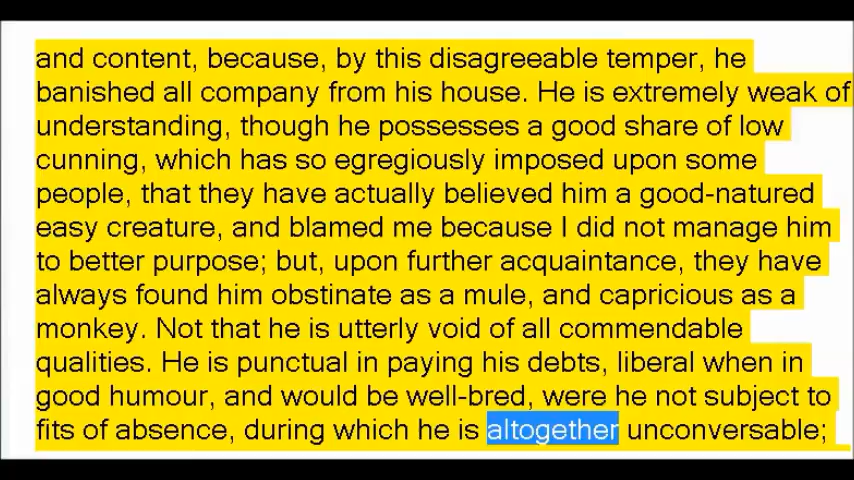 and content, because, by this disagreeable temper, he
banished all company from his house. He is extremely weak of
understanding, though he possesses a good share of low
cunning, which has so egregiously imposed upon some
people, that they have actually believed him a good-natured
easy creature, and blamed me because I did not manage him
to better purpose; but, upon further acquaintance, they have
always found him obstinate as a mule, and capricious as a
monkey. Not that he is utterly void of all commendable
qualities. He is punctual in paying his debts, liberal when in
good humour, and would be well-bred, were he not subject to
fits of absence, during which he is altogether unconversable;